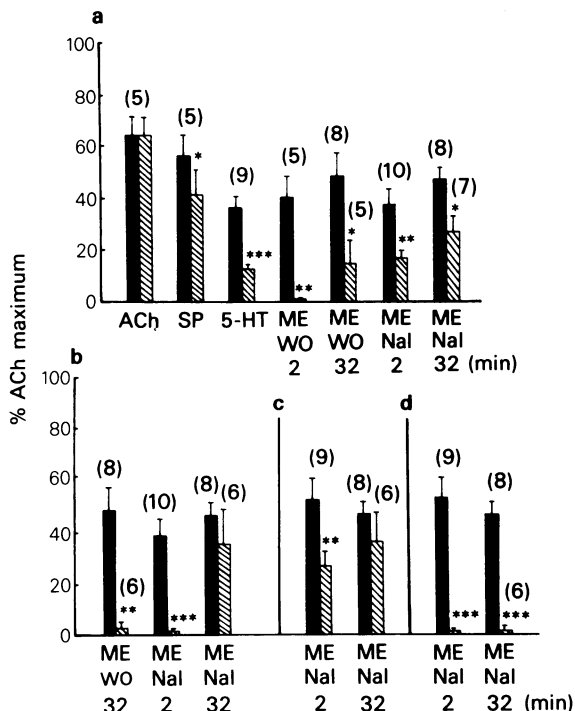 a
% ACh maximum
100
80
60
40
20
0
(5)
(5)
*
(9)
***
(5)
**
(8)
(5)
*
(10)
**
(8)
(7)
*
ACh SP 5-HT ME ME ME ME
WO WO Nal Nal
2 32 2 32 (min)
b
100
80
60
40
20
0
(8)
(6)
**
(10)
***
(8)
(6)
ME ME ME
WO Nal Nal
32 2 32
c
(9)
**
(8)
(6)
ME ME
Nal Nal
2 32
d
(9)
***
(8)
(6)
***
ME ME
Nal Nal
2 32 (min)